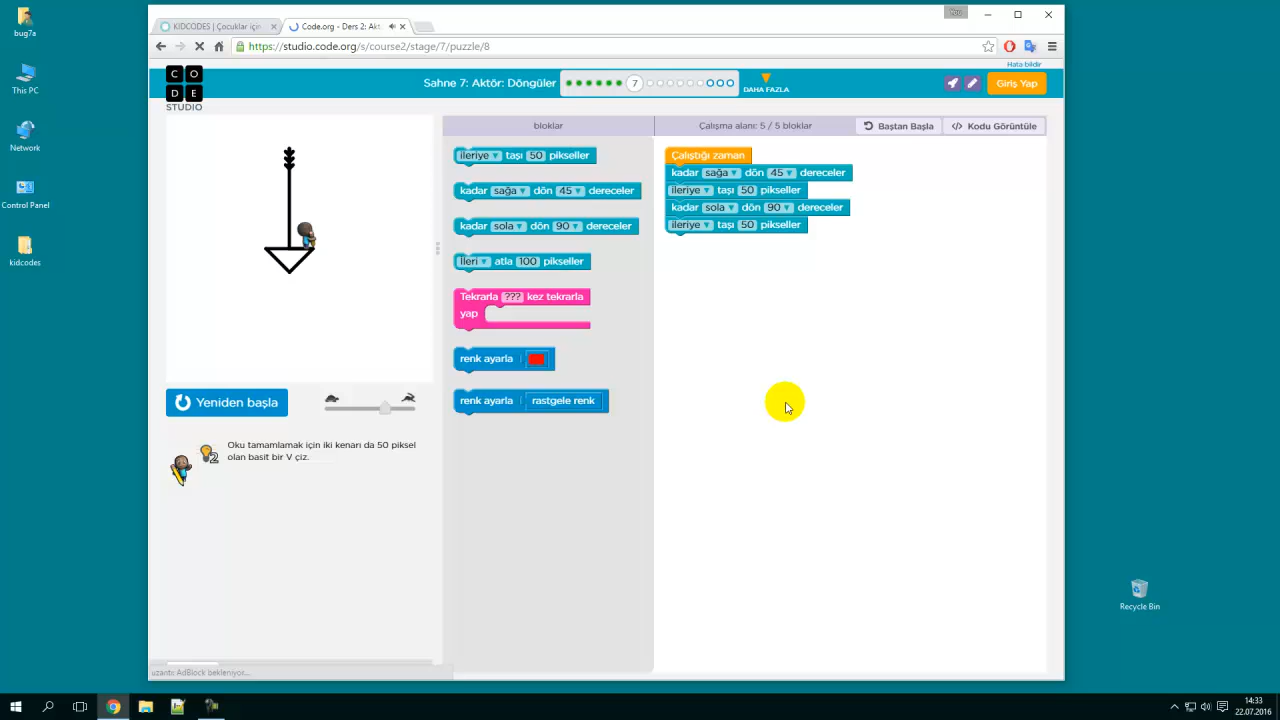 bug7a
This PC
Network
Control Panel
kidcodes
Recycle Bin
You
KIDCODES | Çocuklar için
Code.org - Ders 2: Akt
https://studio.code.org/s/course2/stage/7/puzzle/8
Hata bildir
C O
D E
STUDIO
Sahne 7: Aktör: Döngüler
7
DAHA FAZLA
Giriş Yap
bloklar
Çalışma alanı: 5 / 5 bloklar
Baştan Başla
Kodu Görüntüle
ileriye taşı 50 pikseller
kadar sağa dön 45 dereceler
kadar sola dön 90 dereceler
İleri atla 100 pikseller
Tekrarla ??? kez tekrarla
yap
renk ayarla
renk ayarla rastgele renk
Çalıştığı zaman
kadar sağa dön 45 dereceler
ileriye taşı 50 pikseller
kadar sola dön 90 dereceler
ileriye taşı 50 pikseller
Yeniden başla
2
Oku tamamlamak için iki kenarı da 50 piksel
olan basit bir V çiz.
uzantı: AdBlock bekleniyor...
14:33
22.07.2016